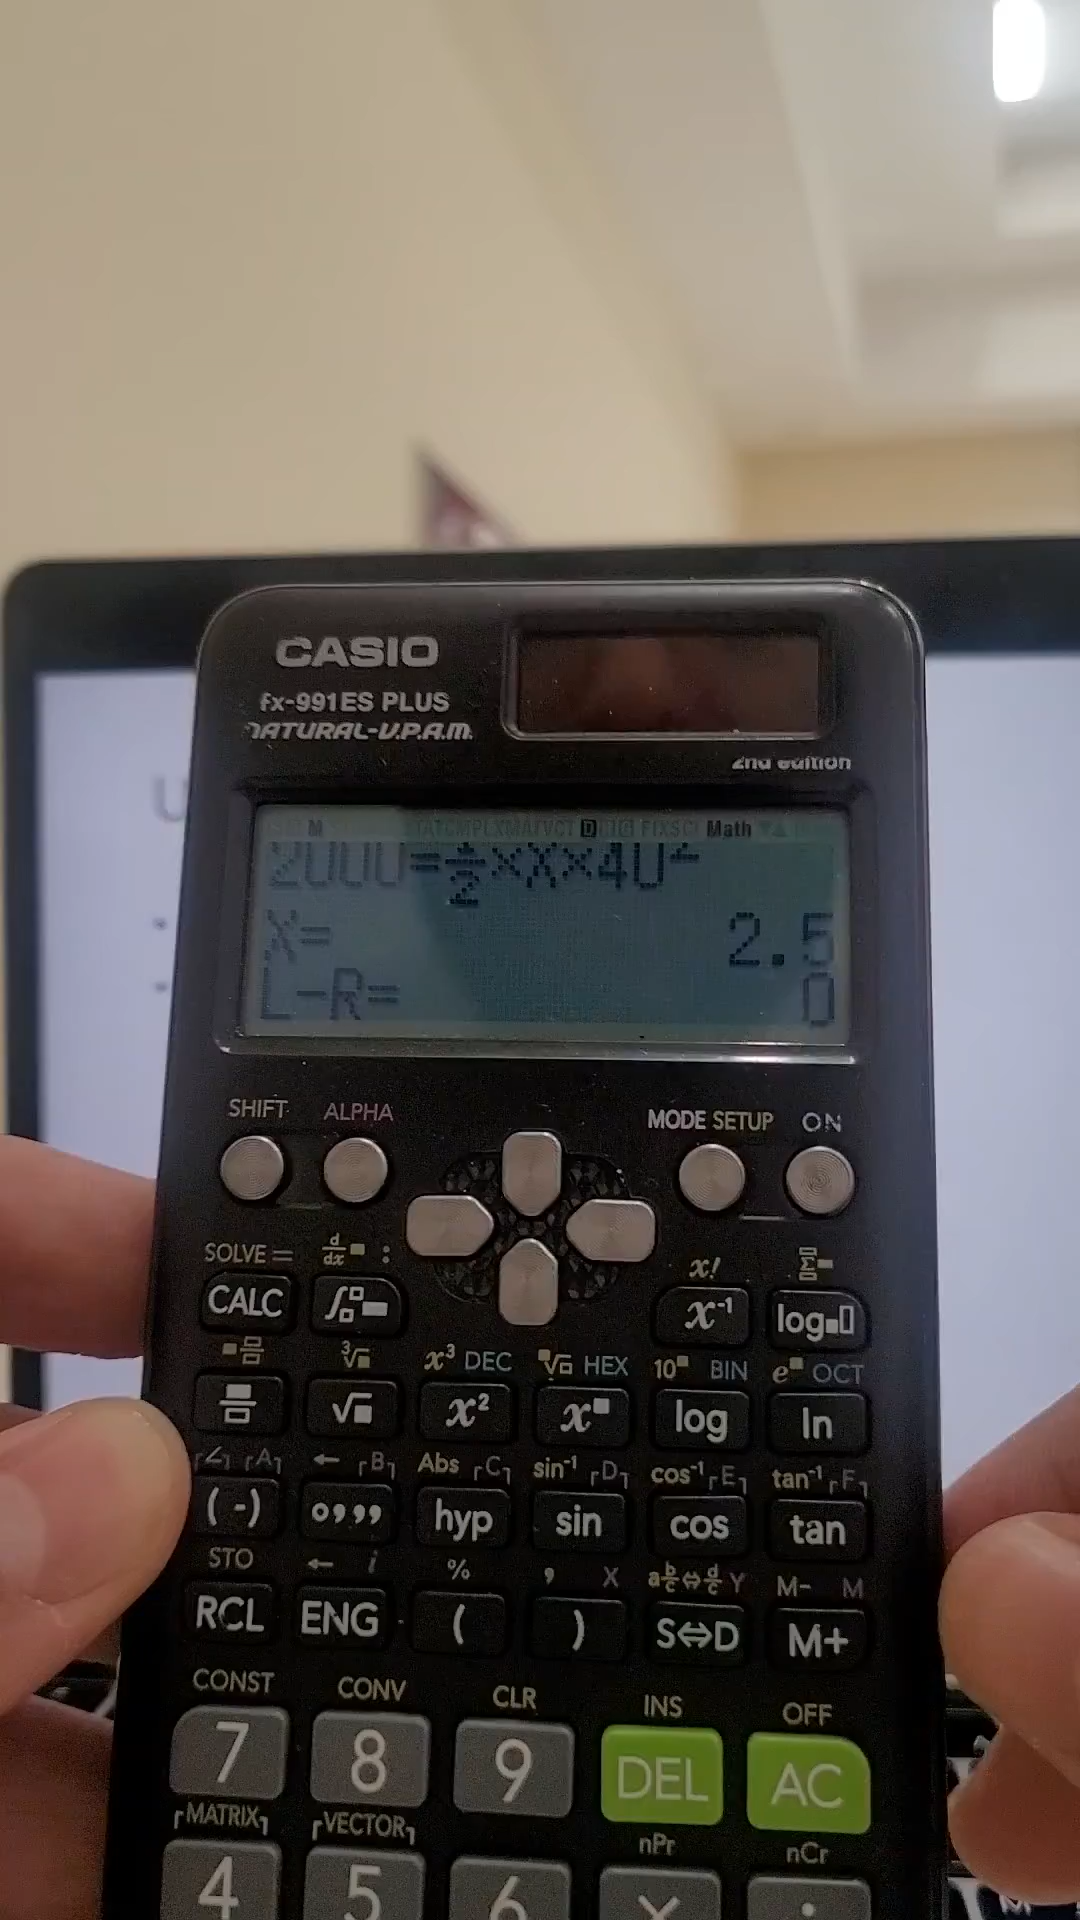 CASIO
fx-991ES PLUS
NATURAL-V.P.A.M.
2nd edition
M D Math
2000=1/2×X×40²
X= 2.5
L-R= 0
SHIFT ALPHA MODE SETUP ON
SOLVE = d/dx : x! Σ
CALC ∫ x⁻¹ log
³√ x³ DEC √ HEX 10 BIN e OCT
√ x² x log ln
∠ A ← B Abs C sin⁻¹ D cos⁻¹ E tan⁻¹ F
(-) °,,, hyp sin cos tan
STO ← i % , X a b/c⇔d/c Y M- M
RCL ENG ( ) S⇔D M+
CONST CONV CLR INS OFF
7 8 9 DEL AC
MATRIX VECTOR nPr nCr
4 5 6 × ÷